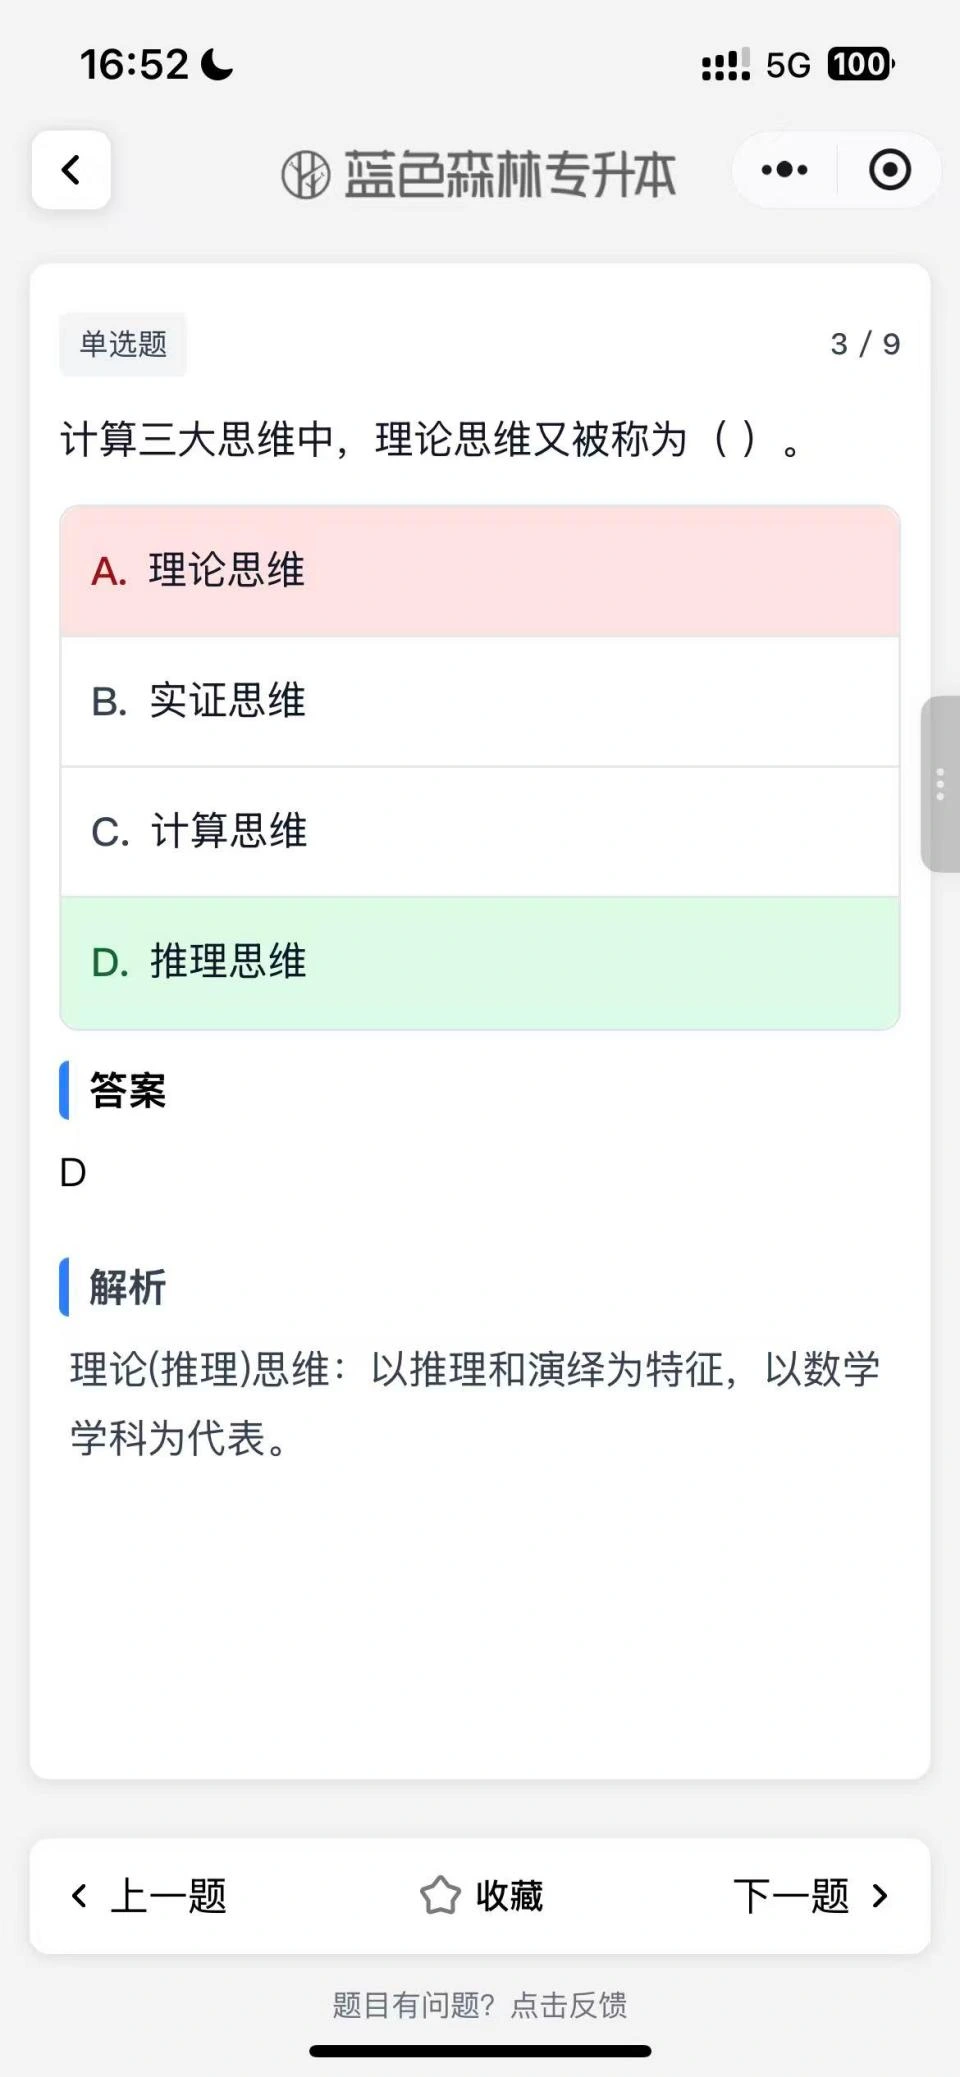 16:52
5G 100
蓝色森林专升本
单选题
3 / 9
计算三大思维中，理论思维又被称为（ ）。
A. 理论思维
B. 实证思维
C. 计算思维
D. 推理思维
答案
D
解析
理论(推理)思维：以推理和演绎为特征，以数学
学科为代表。
上一题
收藏
下一题
题目有问题？点击反馈